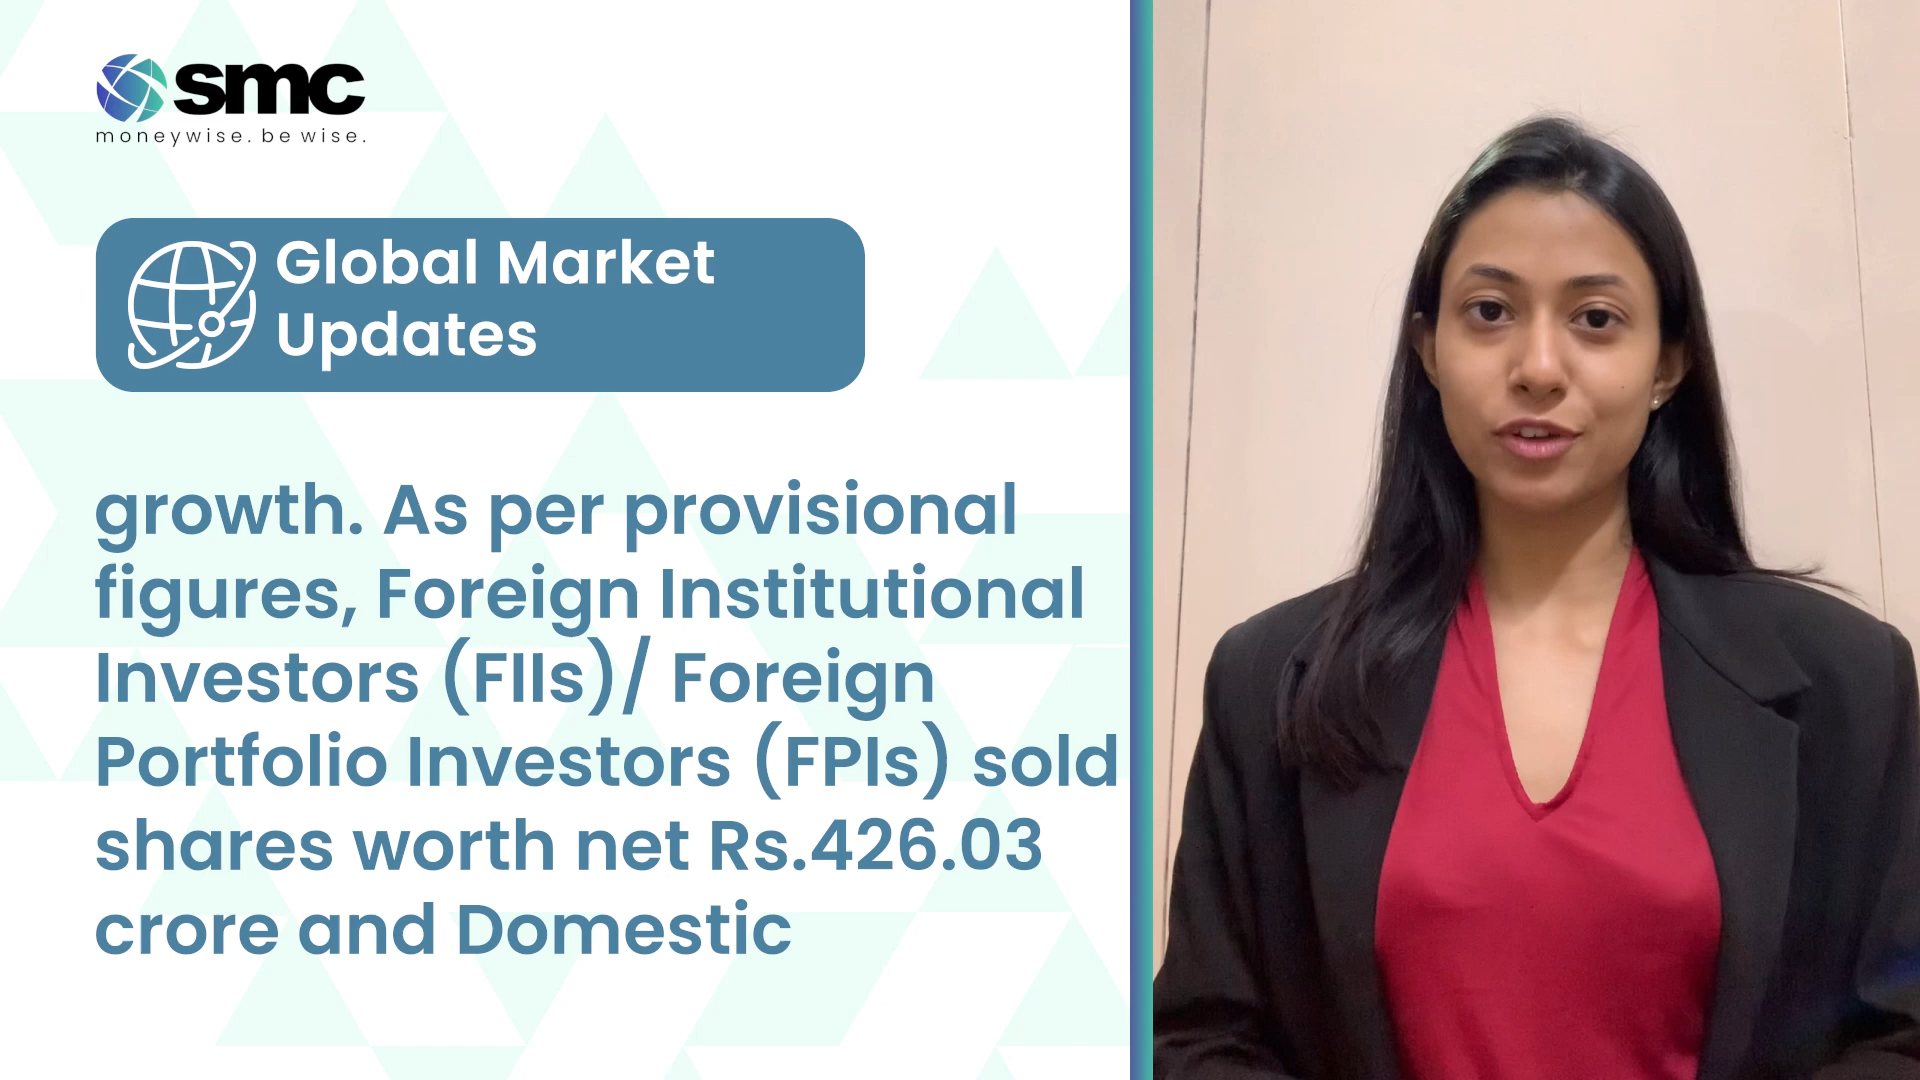 smc
moneywise. be wise.
Global Market
Updates
growth. As per provisional
figures, Foreign Institutional
Investors (FIIs)/ Foreign
Portfolio Investors (FPIs) sold
shares worth net Rs.426.03
crore and Domestic